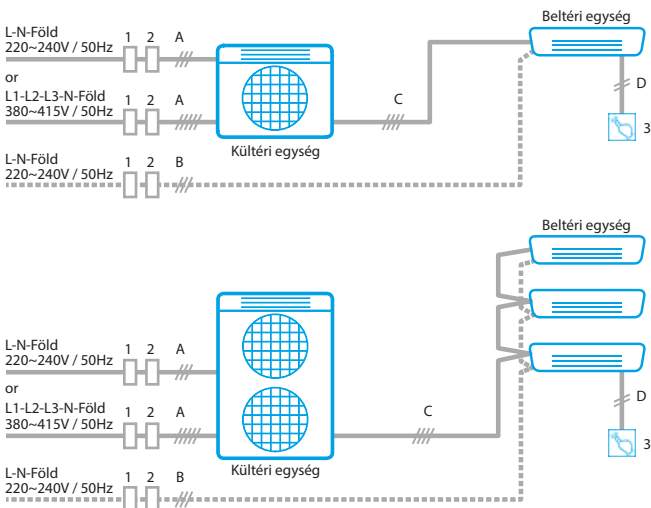 Beltéri egység
L-N-Föld
220~240V / 50Hz
1 2 A
or
L1-L2-L3-N-Föld
380~415V / 50Hz
1 2 A
C
D
3
Kültéri egység
L-N-Föld
220~240V / 50Hz
1 2 B
Beltéri egység
L-N-Föld
220~240V / 50Hz
1 2 A
or
L1-L2-L3-N-Föld
380~415V / 50Hz
1 2 A
C
D
3
Kültéri egység
L-N-Föld
220~240V / 50Hz
1 2 B